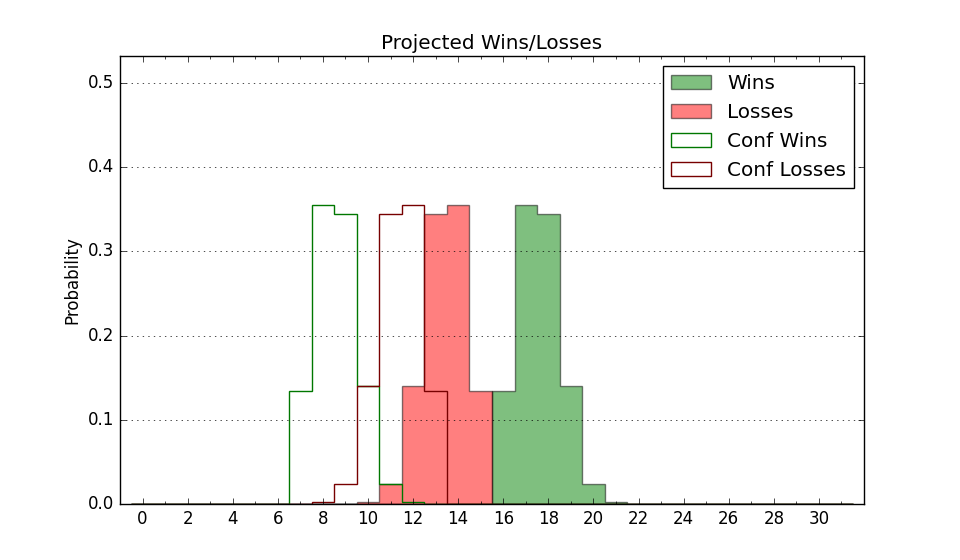 Projected Wins/Losses
Probability
0.5
0.4
0.3
0.2
0.1
0.0
0 2 4 6 8 10 12 14 16 18 20 22 24 26 28 30
Wins
Losses
Conf Wins
Conf Losses